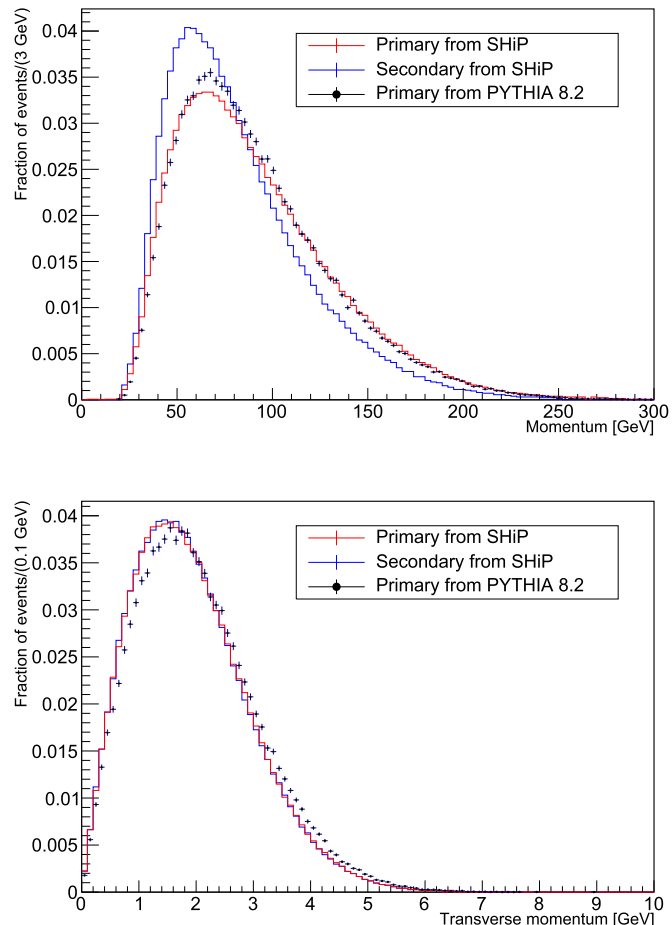 Fraction of events/(3 GeV)
0.04
0.035
0.03
0.025
0.02
0.015
0.01
0.005
0
Primary from SHiP
Secondary from SHiP
Primary from PYTHIA 8.2
0 50 100 150 200 250 300
Momentum [GeV]
Fraction of events/(0.1 GeV)
0.04
0.035
0.03
0.025
0.02
0.015
0.01
0.005
0
Primary from SHiP
Secondary from SHiP
Primary from PYTHIA 8.2
0 1 2 3 4 5 6 7 8 9 10
Transverse momentum [GeV]